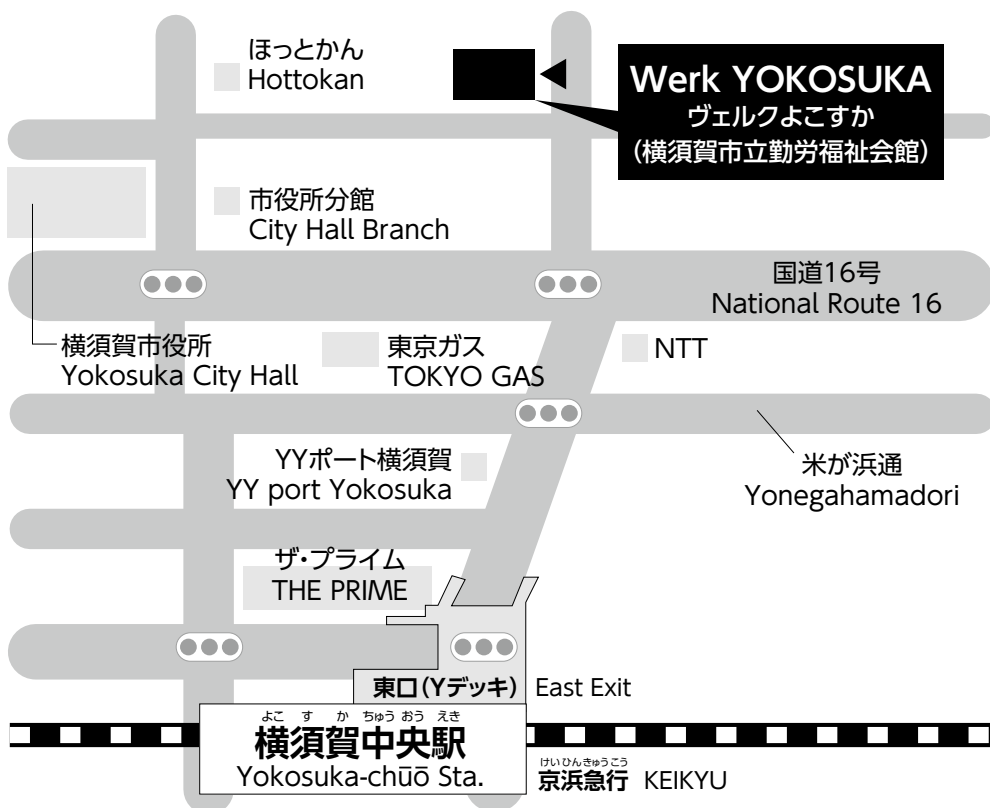 ほっとかん
Hottokan
Werk YOKOSUKA
ヴェルクよこすか
(横須賀市立勤労福祉会館)
市役所分館
City Hall Branch
国道16号
National Route 16
横須賀市役所
Yokosuka City Hall
東京ガス
TOKYO GAS
NTT
YYポート横須賀
YY port Yokosuka
米が浜通
Yonegahamadori
ザ・プライム
THE PRIME
東口(Yデッキ) East Exit
よこすかちゅうおうえき
横須賀中央駅
Yokosuka-chūō Sta.
けいひんきゅうこう
京浜急行 KEIKYU